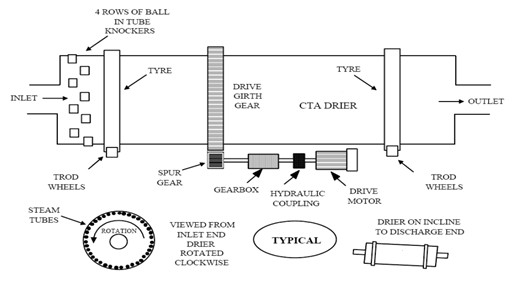 4 ROWS OF BALL
IN TUBE
KNOCKERS
TYRE
DRIVE
GIRTH
GEAR
TYRE
CTA DRIER
INLET
OUTLET
TROD
WHEELS
SPUR
GEAR
GEARBOX
HYDRAULIC
COUPLING
DRIVE
MOTOR
TROD
WHEELS
STEAM
TUBES
ROTATION
VIEWED FROM
INLET END
DRIER
ROTATED
CLOCKWISE
TYPICAL
DRIER ON INCLINE
TO DISCHARGE END